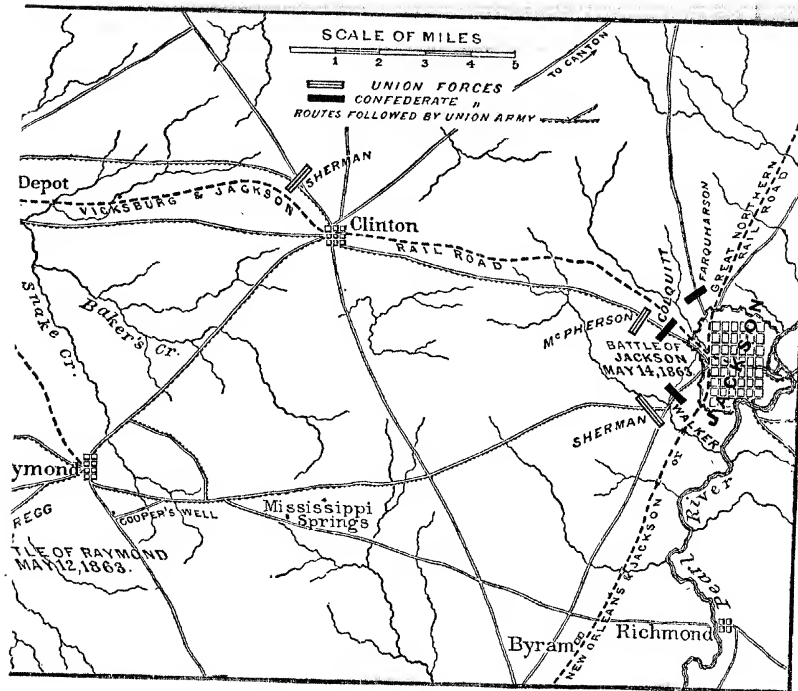 SCALE OF MILES
1 2 3 4 5
UNION FORCES
CONFEDERATE "
ROUTES FOLLOWED BY UNION ARMY
TO CANTON
SHERMAN
Depot
VICKSBURG & JACKSON
RAIL ROAD
Clinton
GREAT NORTHERN
RAIL ROAD
FARQUHARSON
COLQUITT
McPHERSON
BATTLE OF
JACKSON
MAY 14, 1863
JACKSON
Snake Cr.
Baker's Cr.
SHERMAN
WALKER
ymond
REGG
COOPER'S WELL
Mississippi
Springs
TLE OF RAYMOND
MAY 12, 1863.
NEW ORLEANS & JACKSON
or
Pearl River
Byram
Richmond